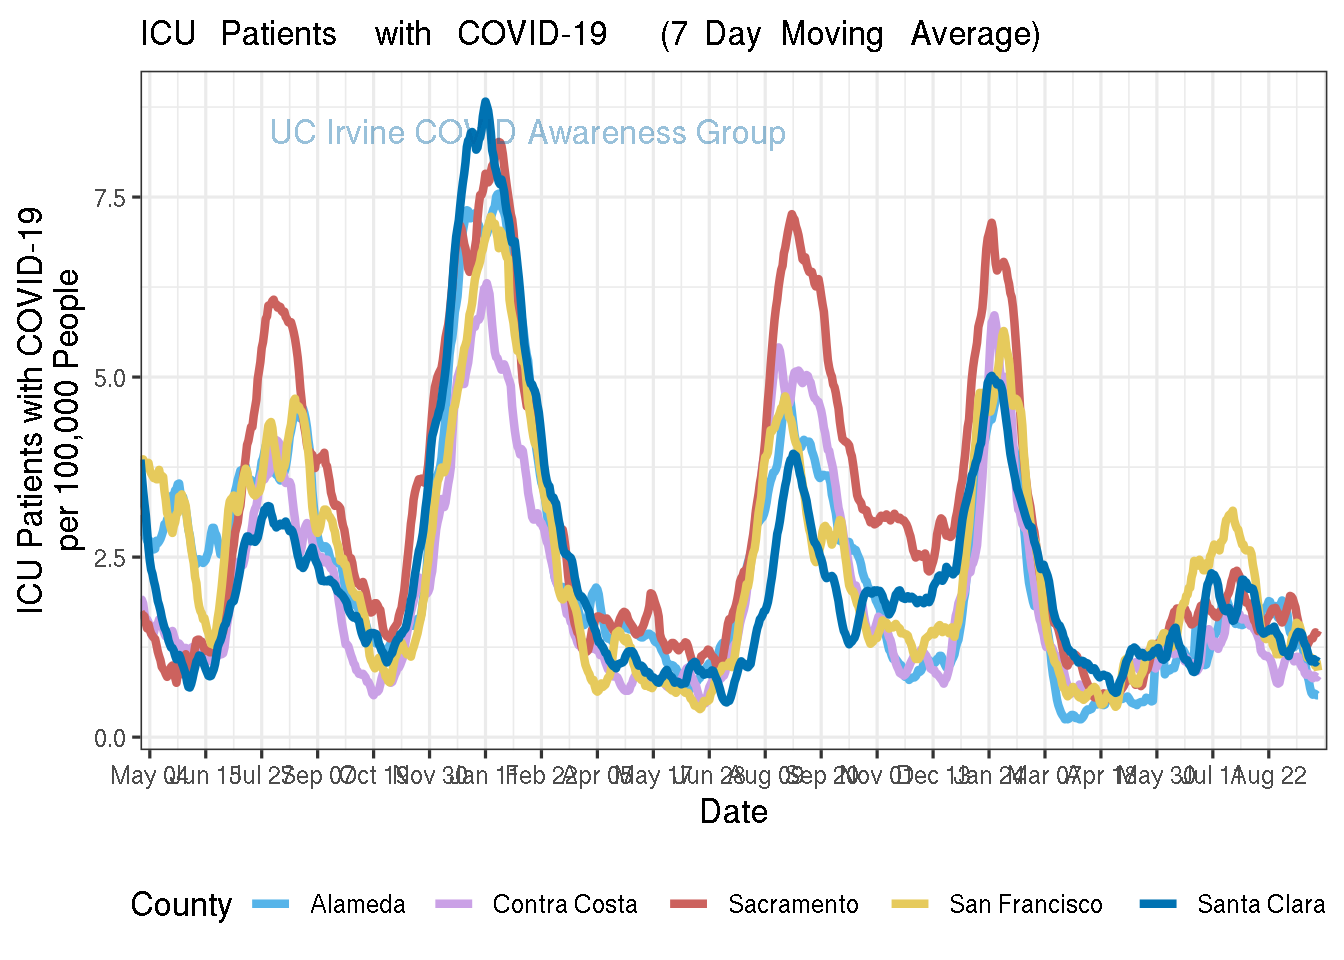 ICU Patients with COVID-19 (7 Day Moving Average)
UC Irvine COVID Awareness Group
ICU Patients with COVID-19
per 100,000 People
7.5
5.0
2.5
0.0
May 04 Jun 15 Jul 27 Sep 07 Oct 19 Nov 30 Jan 11 Feb 22 Apr 05 May 17 Jun 28 Aug 09 Sep 20 Nov 01 Dec 13 Jan 24 Mar 07 Apr 18 May 30 Jul 11 Aug 22
Date
County Alameda Contra Costa Sacramento San Francisco Santa Clara